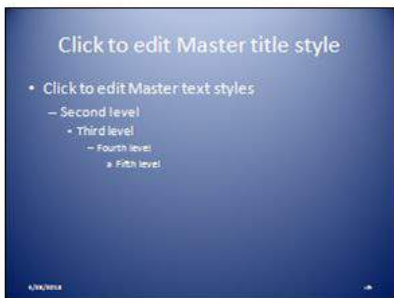 Click to edit Master title style
• Click to edit Master text styles
– Second level
• Third level
– Fourth level
» Fifth level